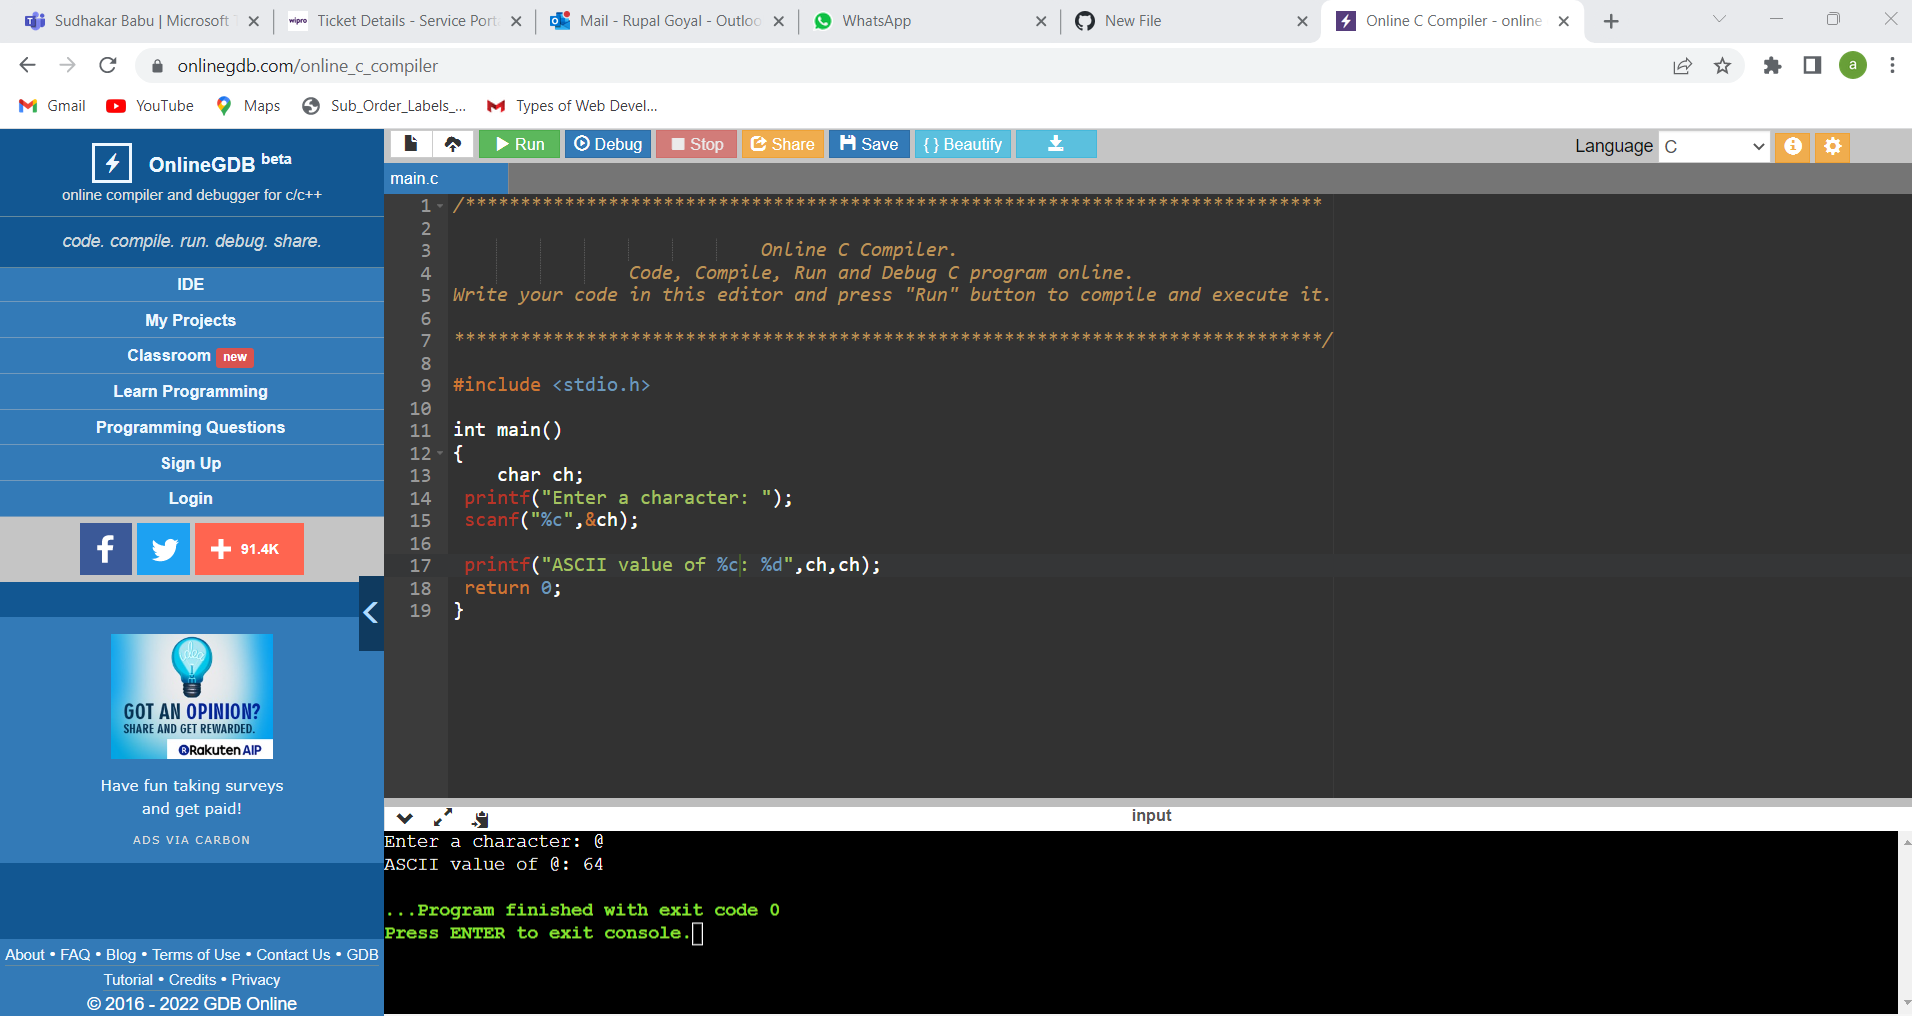 Sudhakar Babu | Microsoft T
wipro Ticket Details - Service Port
Mail - Rupal Goyal - Outloo
WhatsApp
New File
Online C Compiler - online
onlinegdb.com/online_c_compiler
a
Gmail
YouTube
Maps
Sub_Order_Labels_...
Types of Web Devel...
OnlineGDB beta
online compiler and debugger for c/c++
code. compile. run. debug. share.
IDE
My Projects
Classroom new
Learn Programming
Programming Questions
Sign Up
Login
f
+ 91.4K
idea
GOT AN OPINION?
SHARE AND GET REWARDED.
Rakuten AIP
Have fun taking surveys
and get paid!
ADS VIA CARBON
About • FAQ • Blog • Terms of Use • Contact Us • GDB
Tutorial • Credits • Privacy
© 2016 - 2022 GDB Online
Run
Debug
Stop
Share
Save
{ } Beautify
Language C
main.c
1 /******************************************************************************
2
3 Online C Compiler.
4 Code, Compile, Run and Debug C program online.
5 Write your code in this editor and press "Run" button to compile and execute it.
6
7 *******************************************************************************/
8
9 #include <stdio.h>
10
11 int main()
12 {
13 char ch;
14 printf("Enter a character: ");
15 scanf("%c",&ch);
16
17 printf("ASCII value of %c: %d",ch,ch);
18 return 0;
19 }
input
Enter a character: @
ASCII value of @: 64
...Program finished with exit code 0
Press ENTER to exit console.